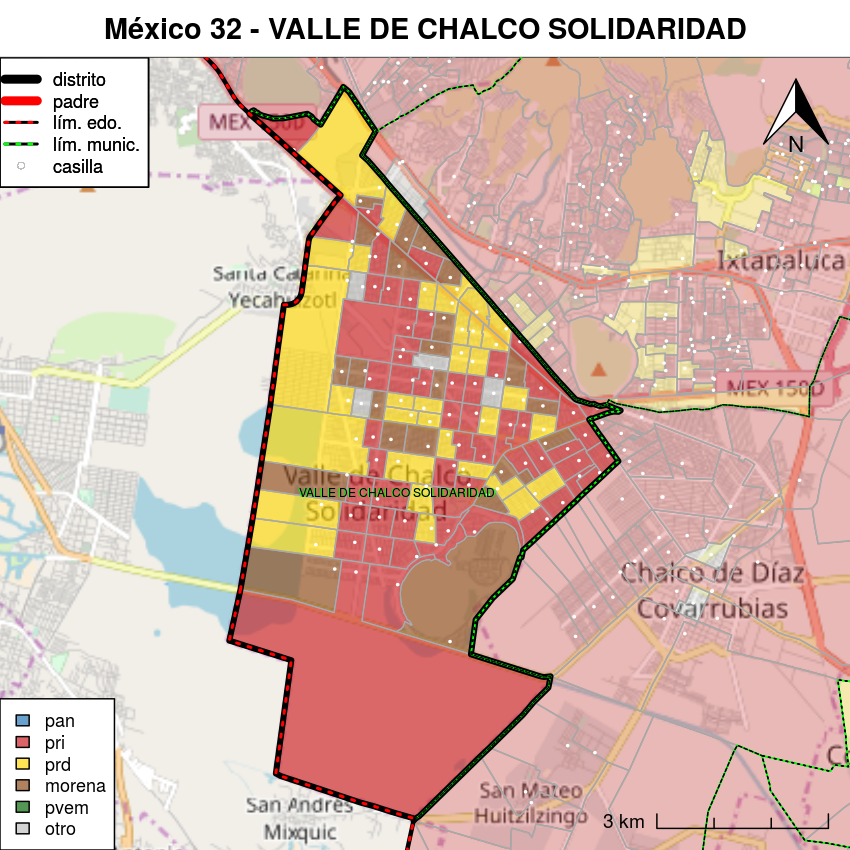 México 32 - VALLE DE CHALCO SOLIDARIDAD
distrito
padre
lím. edo.
lím. munic.
casilla
N
Ixtapaluca
Santa Catarina
Yecahuizotl
MEX 150D
Valle de Chalco
VALLE DE CHALCO SOLIDARIDAD
Solidaridad
Chalco de Díaz
Covarrubias
pan
pri
prd
morena
pvem
otro
San Andrés
Mixquic
San Mateo
Huitzilzingo
3 km